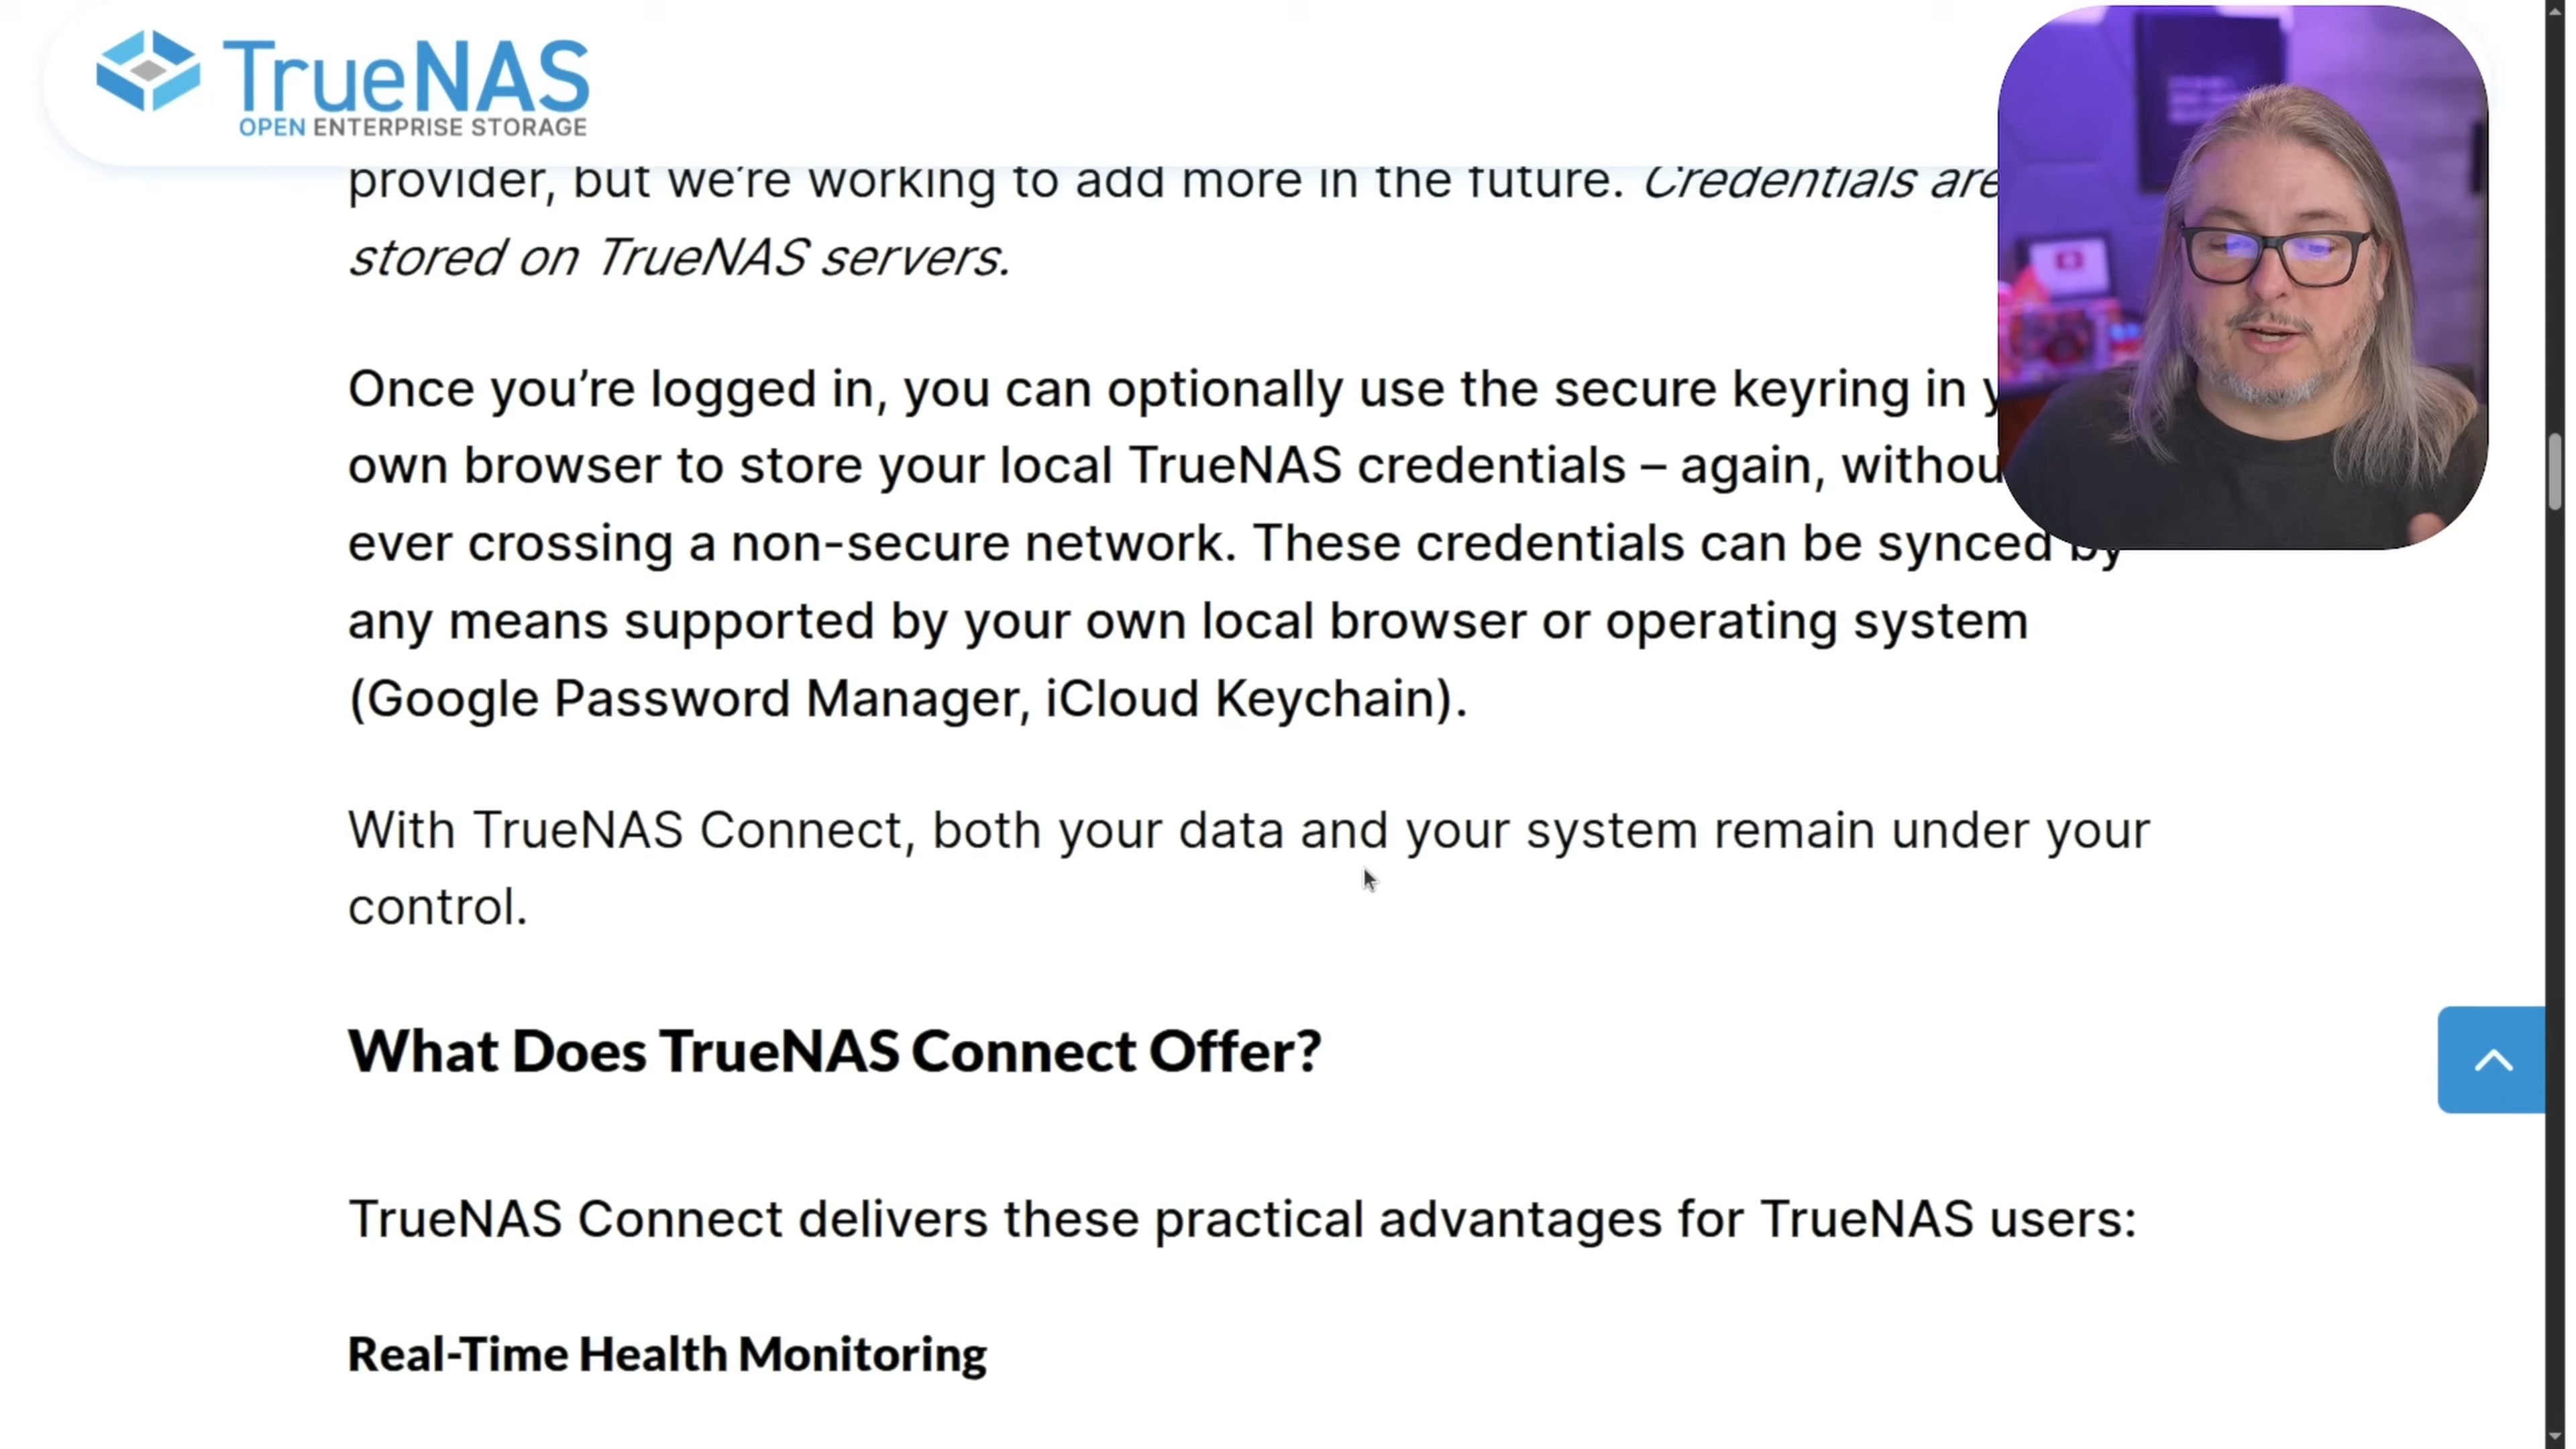 TrueNAS
OPEN ENTERPRISE STORAGE
provider, but we’re working to add more in the future. Credentials are
stored on TrueNAS servers.
Once you’re logged in, you can optionally use the secure keyring in
own browser to store your local TrueNAS credentials – again,
ever crossing a non-secure network. These credentials can be synced by
any means supported by your own local browser or operating system
(Google Password Manager, iCloud Keychain).
With TrueNAS Connect, both your data and your system remain under your
control.
What Does TrueNAS Connect Offer?
TrueNAS Connect delivers these practical advantages for TrueNAS users:
Real-Time Health Monitoring